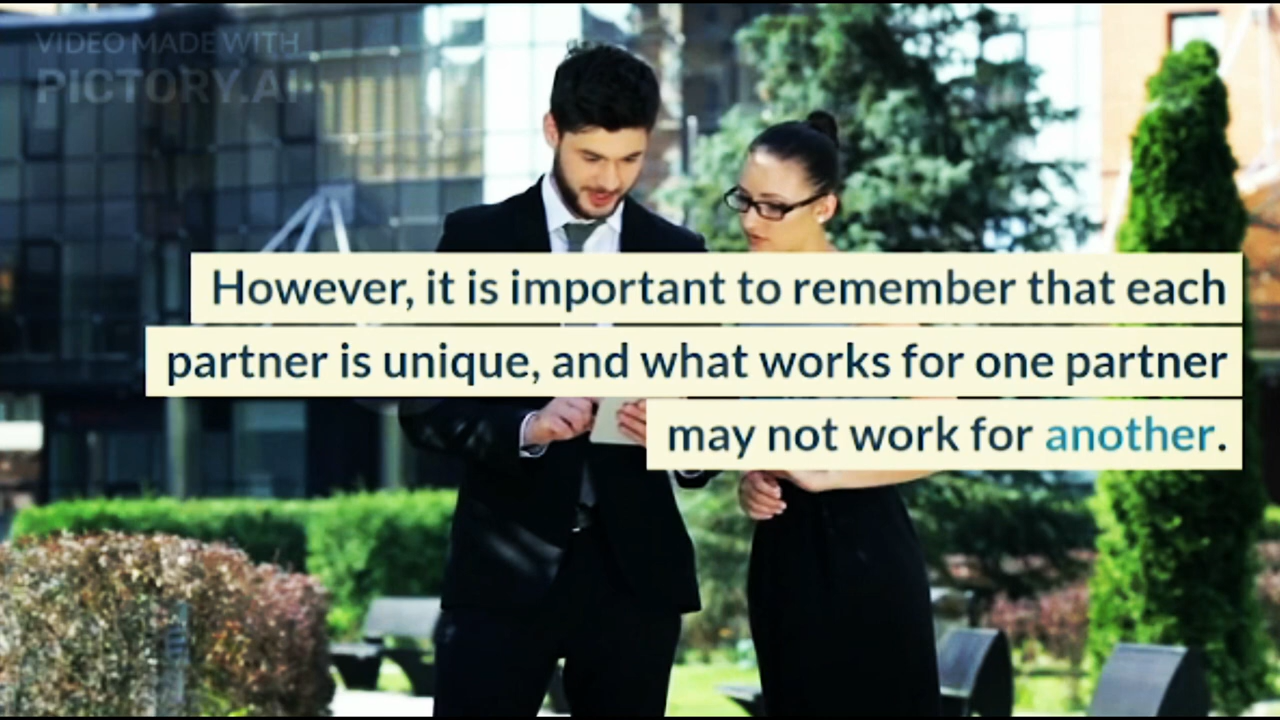 VIDEO MADE WITH
PICTORY.AI
However, it is important to remember that each
partner is unique, and what works for one partner
may not work for another.